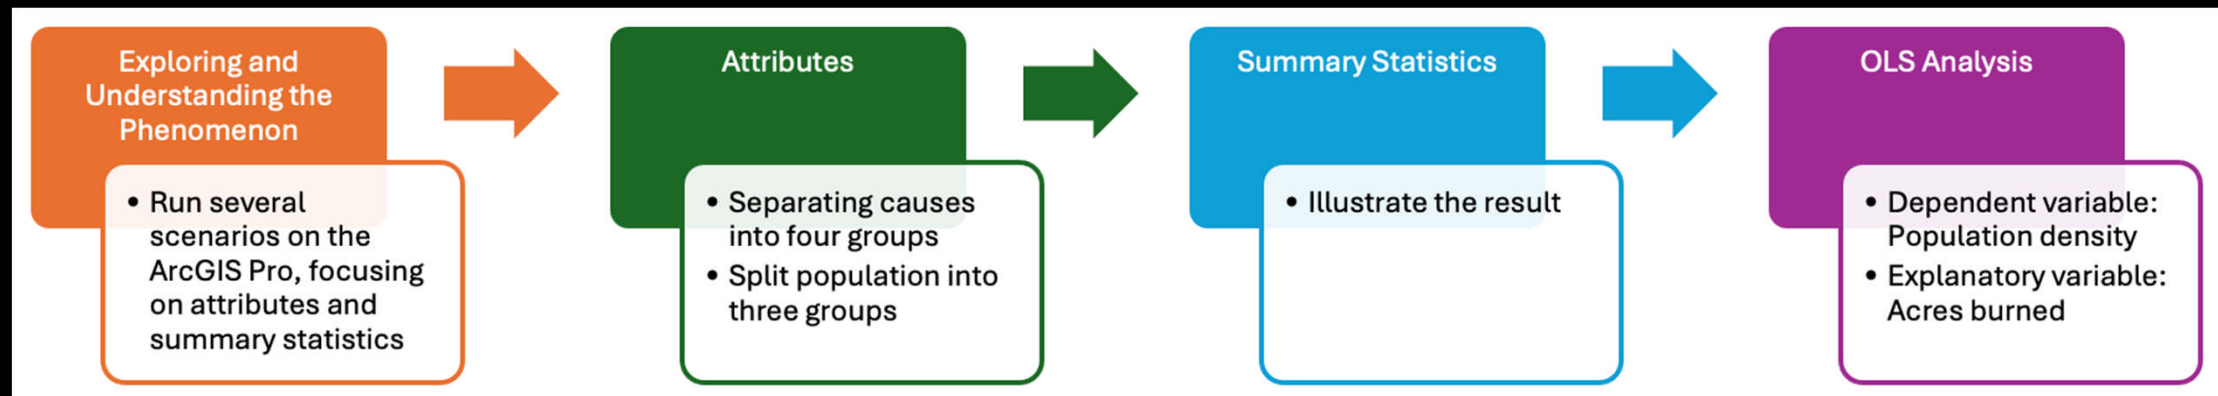 Exploring and
Understanding the
Phenomenon
• Run several
scenarios on the
ArcGIS Pro, focusing
on attributes and
summary statistics
Attributes
• Separating causes
into four groups
• Split population into
three groups
Summary Statistics
• Illustrate the result
OLS Analysis
• Dependent variable:
Population density
• Explanatory variable:
Acres burned